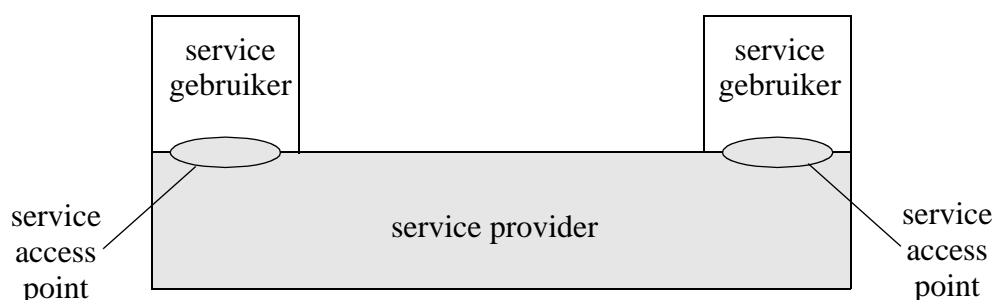 service
gebruiker
service
gebruiker
service provider
service
access
point
service
access
point